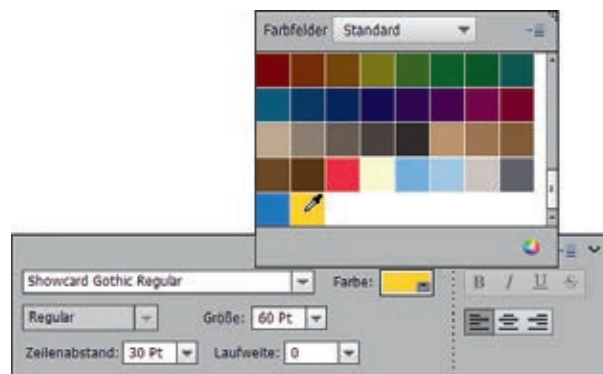 Farbfelder Standard
Showcard Gothic Regular Farbe: B I U S
Regular Größe: 60 Pt
Zeilenabstand: 30 Pt Laufweite: 0